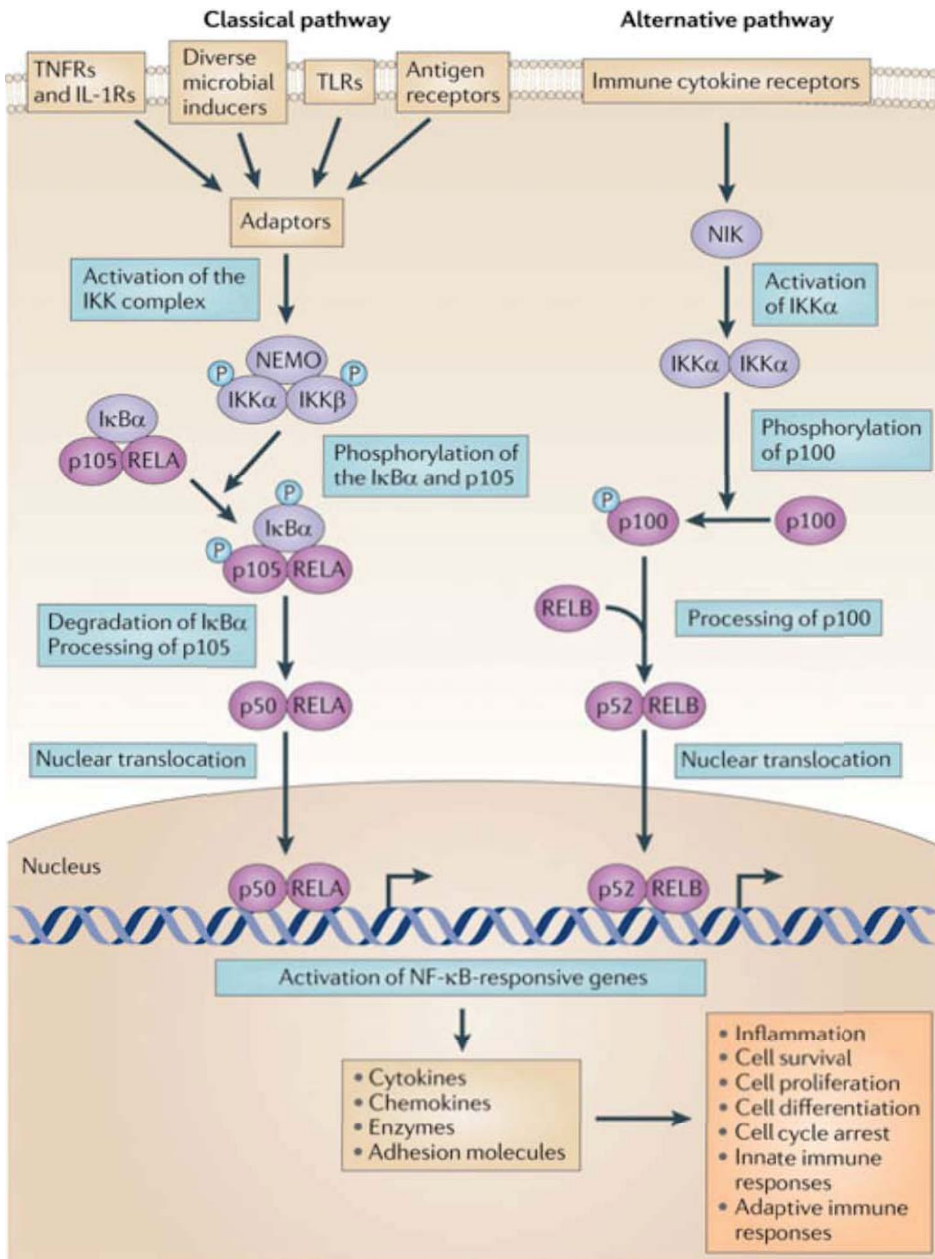 Classical pathway
Alternative pathway
TNFRs
and IL-1Rs
Diverse
microbial
inducers
TLRs
Antigen
receptors
Immune cytokine receptors
Adaptors
NIK
Activation of the
IKK complex
Activation
of IKKα
NEMO
P
P
IKKα
IKKβ
IKKα
IKKα
IκBα
p105
RELA
Phosphorylation of
the IκBα and p105
Phosphorylation
of p100
P
IκBα
P
p105
RELA
P
p100
p100
RELB
Degradation of IκBα
Processing of p105
Processing of p100
p50
RELA
p52
RELB
Nuclear translocation
Nuclear translocation
Nucleus
p50
RELA
p52
RELB
Activation of NF-κB-responsive genes
• Cytokines
• Chemokines
• Enzymes
• Adhesion molecules
• Inflammation
• Cell survival
• Cell proliferation
• Cell differentiation
• Cell cycle arrest
• Innate immune
responses
• Adaptive immune
responses